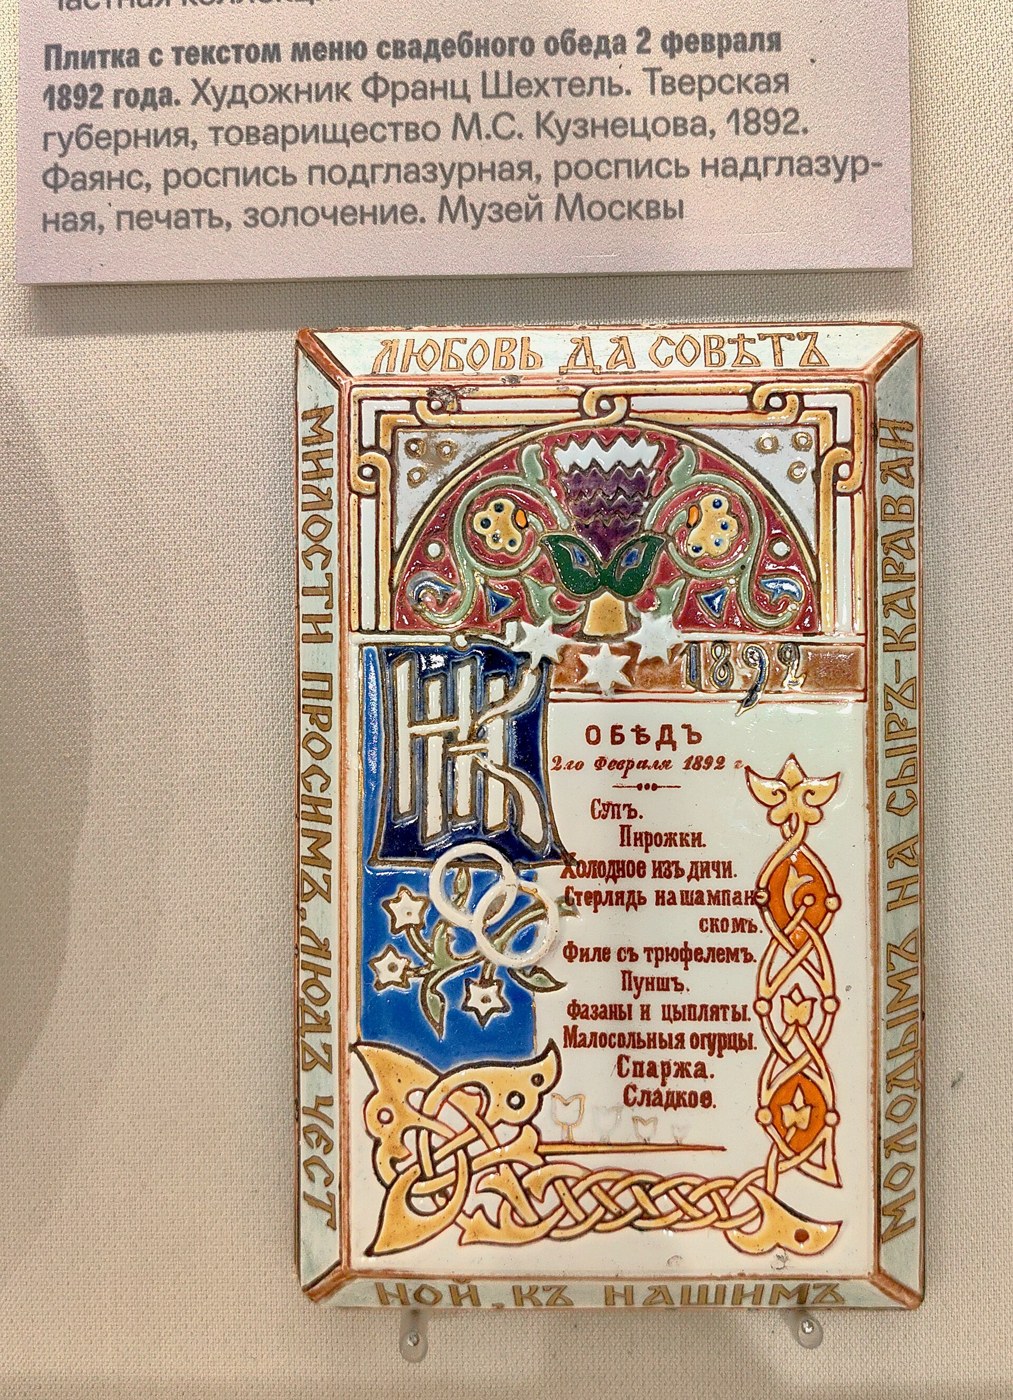 частная коллекция
Плитка с текстом меню свадебного обеда 2 февраля
1892 года. Художник Франц Шехтель. Тверская
губерния, товарищество М.С. Кузнецова, 1892.
Фаянс, роспись подглазурная, роспись надглазур-
ная, печать, золочение. Музей Москвы
ЛЮБОВЬ ДА СОВѢТЪ
МИЛОСТИ ПРОСИМЪ, ЛЮДЪ ЧЕСТ
НОЙ, КЪ НАШИМЪ
МОЛОДЫМЪ НА СЫРЪ-КАРАВАЙ
ЖК
1892
ОБѢДЪ
2го Февраля 1892 г.
Супъ.
Пирожки.
Холодное изъ дичи.
Стерлядь на шампан-
скомъ.
Филе съ трюфелемъ.
Пуншъ.
Фазаны и цыпляты.
Малосольныя огурцы.
Спаржа.
Сладкое.